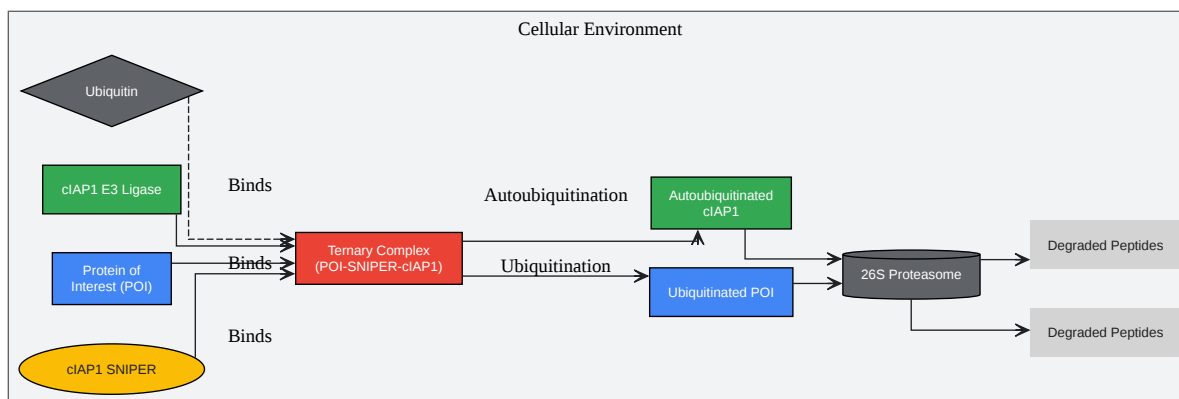 Cellular Environment
Ubiquitin
cIAP1 E3 Ligase
Binds
Autoubiquitination
Autoubiquitinated
cIAP1
Protein of
Interest (POI)
Binds
Ternary Complex
(POI-SNIPER-cIAP1)
Ubiquitination
Ubiquitinated POI
26S Proteasome
Degraded Peptides
Degraded Peptides
Binds
cIAP1 SNIPER